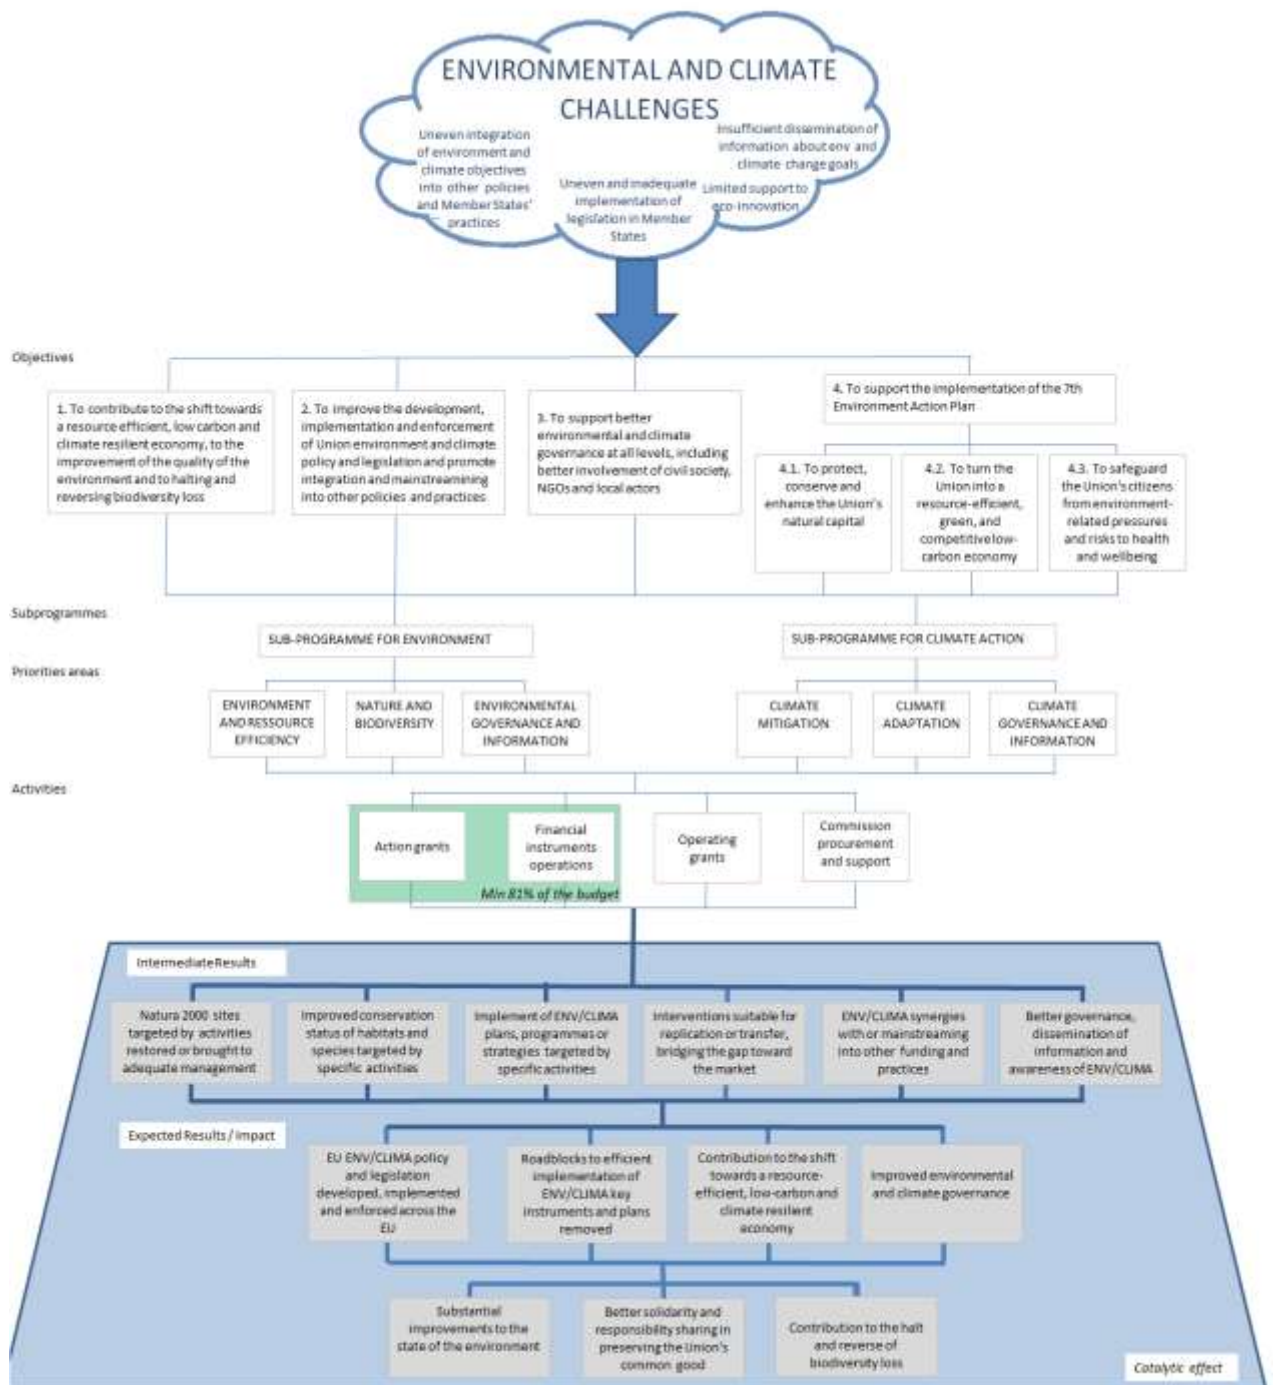 ENVIRONMENTAL AND CLIMATE
CHALLENGES
Uneven integration
of environment and
climate objectives
into other policies
and Member States'
practices
Uneven and inadequate
implementation of
legislation in Member
States
Insufficient dissemination of
information about env and
climate change goals
Limited support to
eco-innovation
Objectives
1. To contribute to the shift towards
a resource efficient, low carbon and
climate resilient economy, to the
improvement of the quality of the
environment and to halting and
reversing biodiversity loss
2. To improve the development,
implementation and enforcement
of Union environment and climate
policy and legislation and promote
integration and mainstreamining
into other policies and practices
3. To support better
environmental and climate
governance at all levels, including
better involvement of civil society,
NGOs and local actors
4. To support the implementation of the 7th
Environment Action Plan
4.1. To protect,
conserve and
enhance the Union's
natural capital
4.2. To turn the
Union into a
resource-efficient,
green, and
competitive low-
carbon economy
4.3. To safeguard
the Union's citizens
from environment-
related pressures
and risks to health
and wellbeing
Subprogrammes
SUB-PROGRAMME FOR ENVIRONMENT
SUB-PROGRAMME FOR CLIMATE ACTION
Priorities areas
ENVIRONMENT
AND RESSOURCE
EFFICIENCY
NATURE AND
BIODIVERSITY
ENVIRONMENTAL
GOVERNANCE AND
INFORMATION
CLIMATE
MITIGATION
CLIMATE
ADAPTATION
CLIMATE
GOVERNANCE AND
INFORMATION
Activities
Action grants
Financial
instruments
operations
Min 81% of the budget
Operating
grants
Commission
procurement
and support
Intermediate Results
Natura 2000 sites
targeted by activities
restored or brought to
adequate management
Improved conservation
status of habitats and
species targeted by
specific activities
Implement of ENV/CLIMA
plans, programmes or
strategies targeted by
specific activities
Interventions suitable for
replication or transfer,
bridging the gap toward
the market
ENV/CLIMA synergies
with or mainstreaming
into other funding and
practices
Better governance,
dissemination of
information and
awareness of ENV/CLIMA
Expected Results / Impact
EU ENV/CLIMA policy
and legislation
developed, implemented
and enforced across the
EU
Roadblocks to efficient
implementation of
ENV/CLIMA key
instruments and plans
removed
Contribution to the shift
towards a resource-
efficient, low-carbon and
climate resilient
economy
Improved environmental
and climate governance
Substantial
improvements to the
state of the environment
Better solidarity and
responsibility sharing in
preserving the Union's
common good
Contribution to the halt
and reverse of
biodiversity loss
Catalytic effect